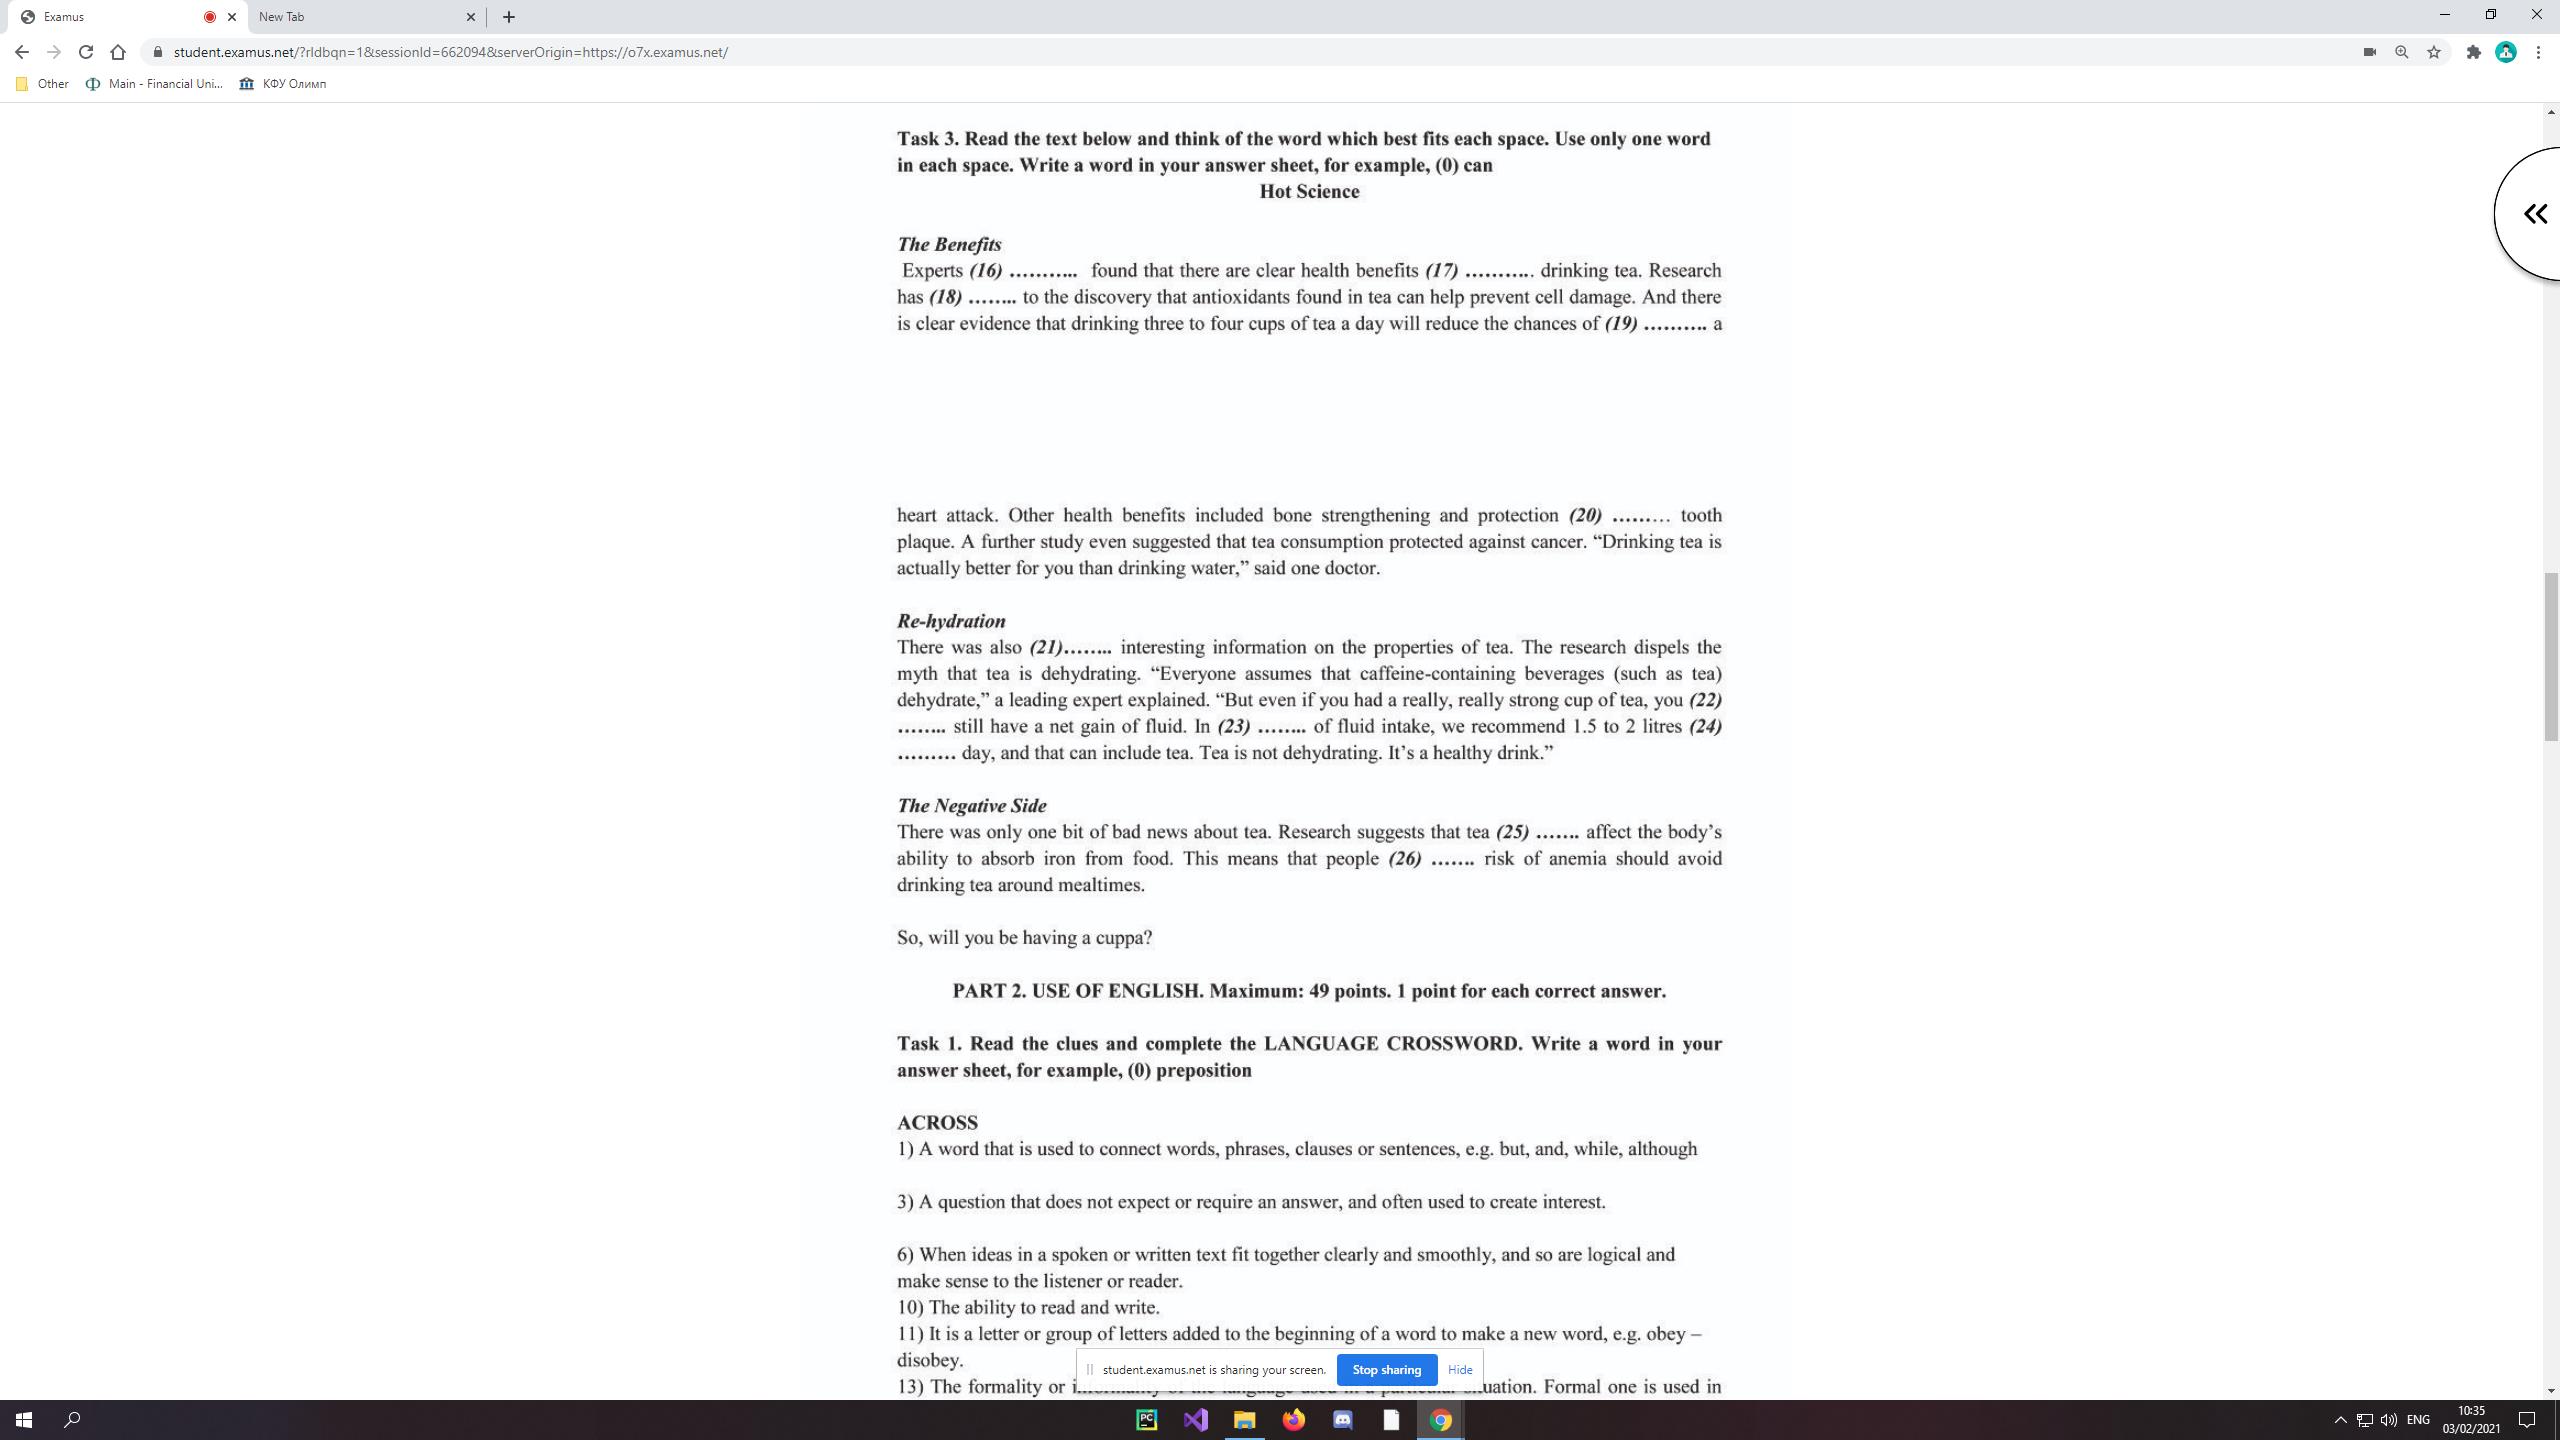 Examus
New Tab
student.examus.net/?rldbqn=1&sessionId=662094&serverOrigin=https://o7x.examus.net/
Other Main - Financial Uni... КФУ Олимп
Task 3. Read the text below and think of the word which best fits each space. Use only one word
in each space. Write a word in your answer sheet, for example, (0) can
Hot Science
The Benefits
Experts (16) ……….. found that there are clear health benefits (17) ……….. drinking tea. Research
has (18) …….. to the discovery that antioxidants found in tea can help prevent cell damage. And there
is clear evidence that drinking three to four cups of tea a day will reduce the chances of (19) ………. a
heart attack. Other health benefits included bone strengthening and protection (20) ……… tooth
plaque. A further study even suggested that tea consumption protected against cancer. “Drinking tea is
actually better for you than drinking water,” said one doctor.
Re-hydration
There was also (21)…….. interesting information on the properties of tea. The research dispels the
myth that tea is dehydrating. “Everyone assumes that caffeine-containing beverages (such as tea)
dehydrate,” a leading expert explained. “But even if you had a really, really strong cup of tea, you (22)
…….. still have a net gain of fluid. In (23) …….. of fluid intake, we recommend 1.5 to 2 litres (24)
……… day, and that can include tea. Tea is not dehydrating. It’s a healthy drink.”
The Negative Side
There was only one bit of bad news about tea. Research suggests that tea (25) ……. affect the body’s
ability to absorb iron from food. This means that people (26) ……. risk of anemia should avoid
drinking tea around mealtimes.
So, will you be having a cuppa?
PART 2. USE OF ENGLISH. Maximum: 49 points. 1 point for each correct answer.
Task 1. Read the clues and complete the LANGUAGE CROSSWORD. Write a word in your
answer sheet, for example, (0) preposition
ACROSS
1) A word that is used to connect words, phrases, clauses or sentences, e.g. but, and, while, although
3) A question that does not expect or require an answer, and often used to create interest.
6) When ideas in a spoken or written text fit together clearly and smoothly, and so are logical and
make sense to the listener or reader.
10) The ability to read and write.
11) It is a letter or group of letters added to the beginning of a word to make a new word, e.g. obey –
disobey.
student.examus.net is sharing your screen. Stop sharing Hide
13) The formality or Formal one is used in
PC
ENG
10:35
03/02/2021